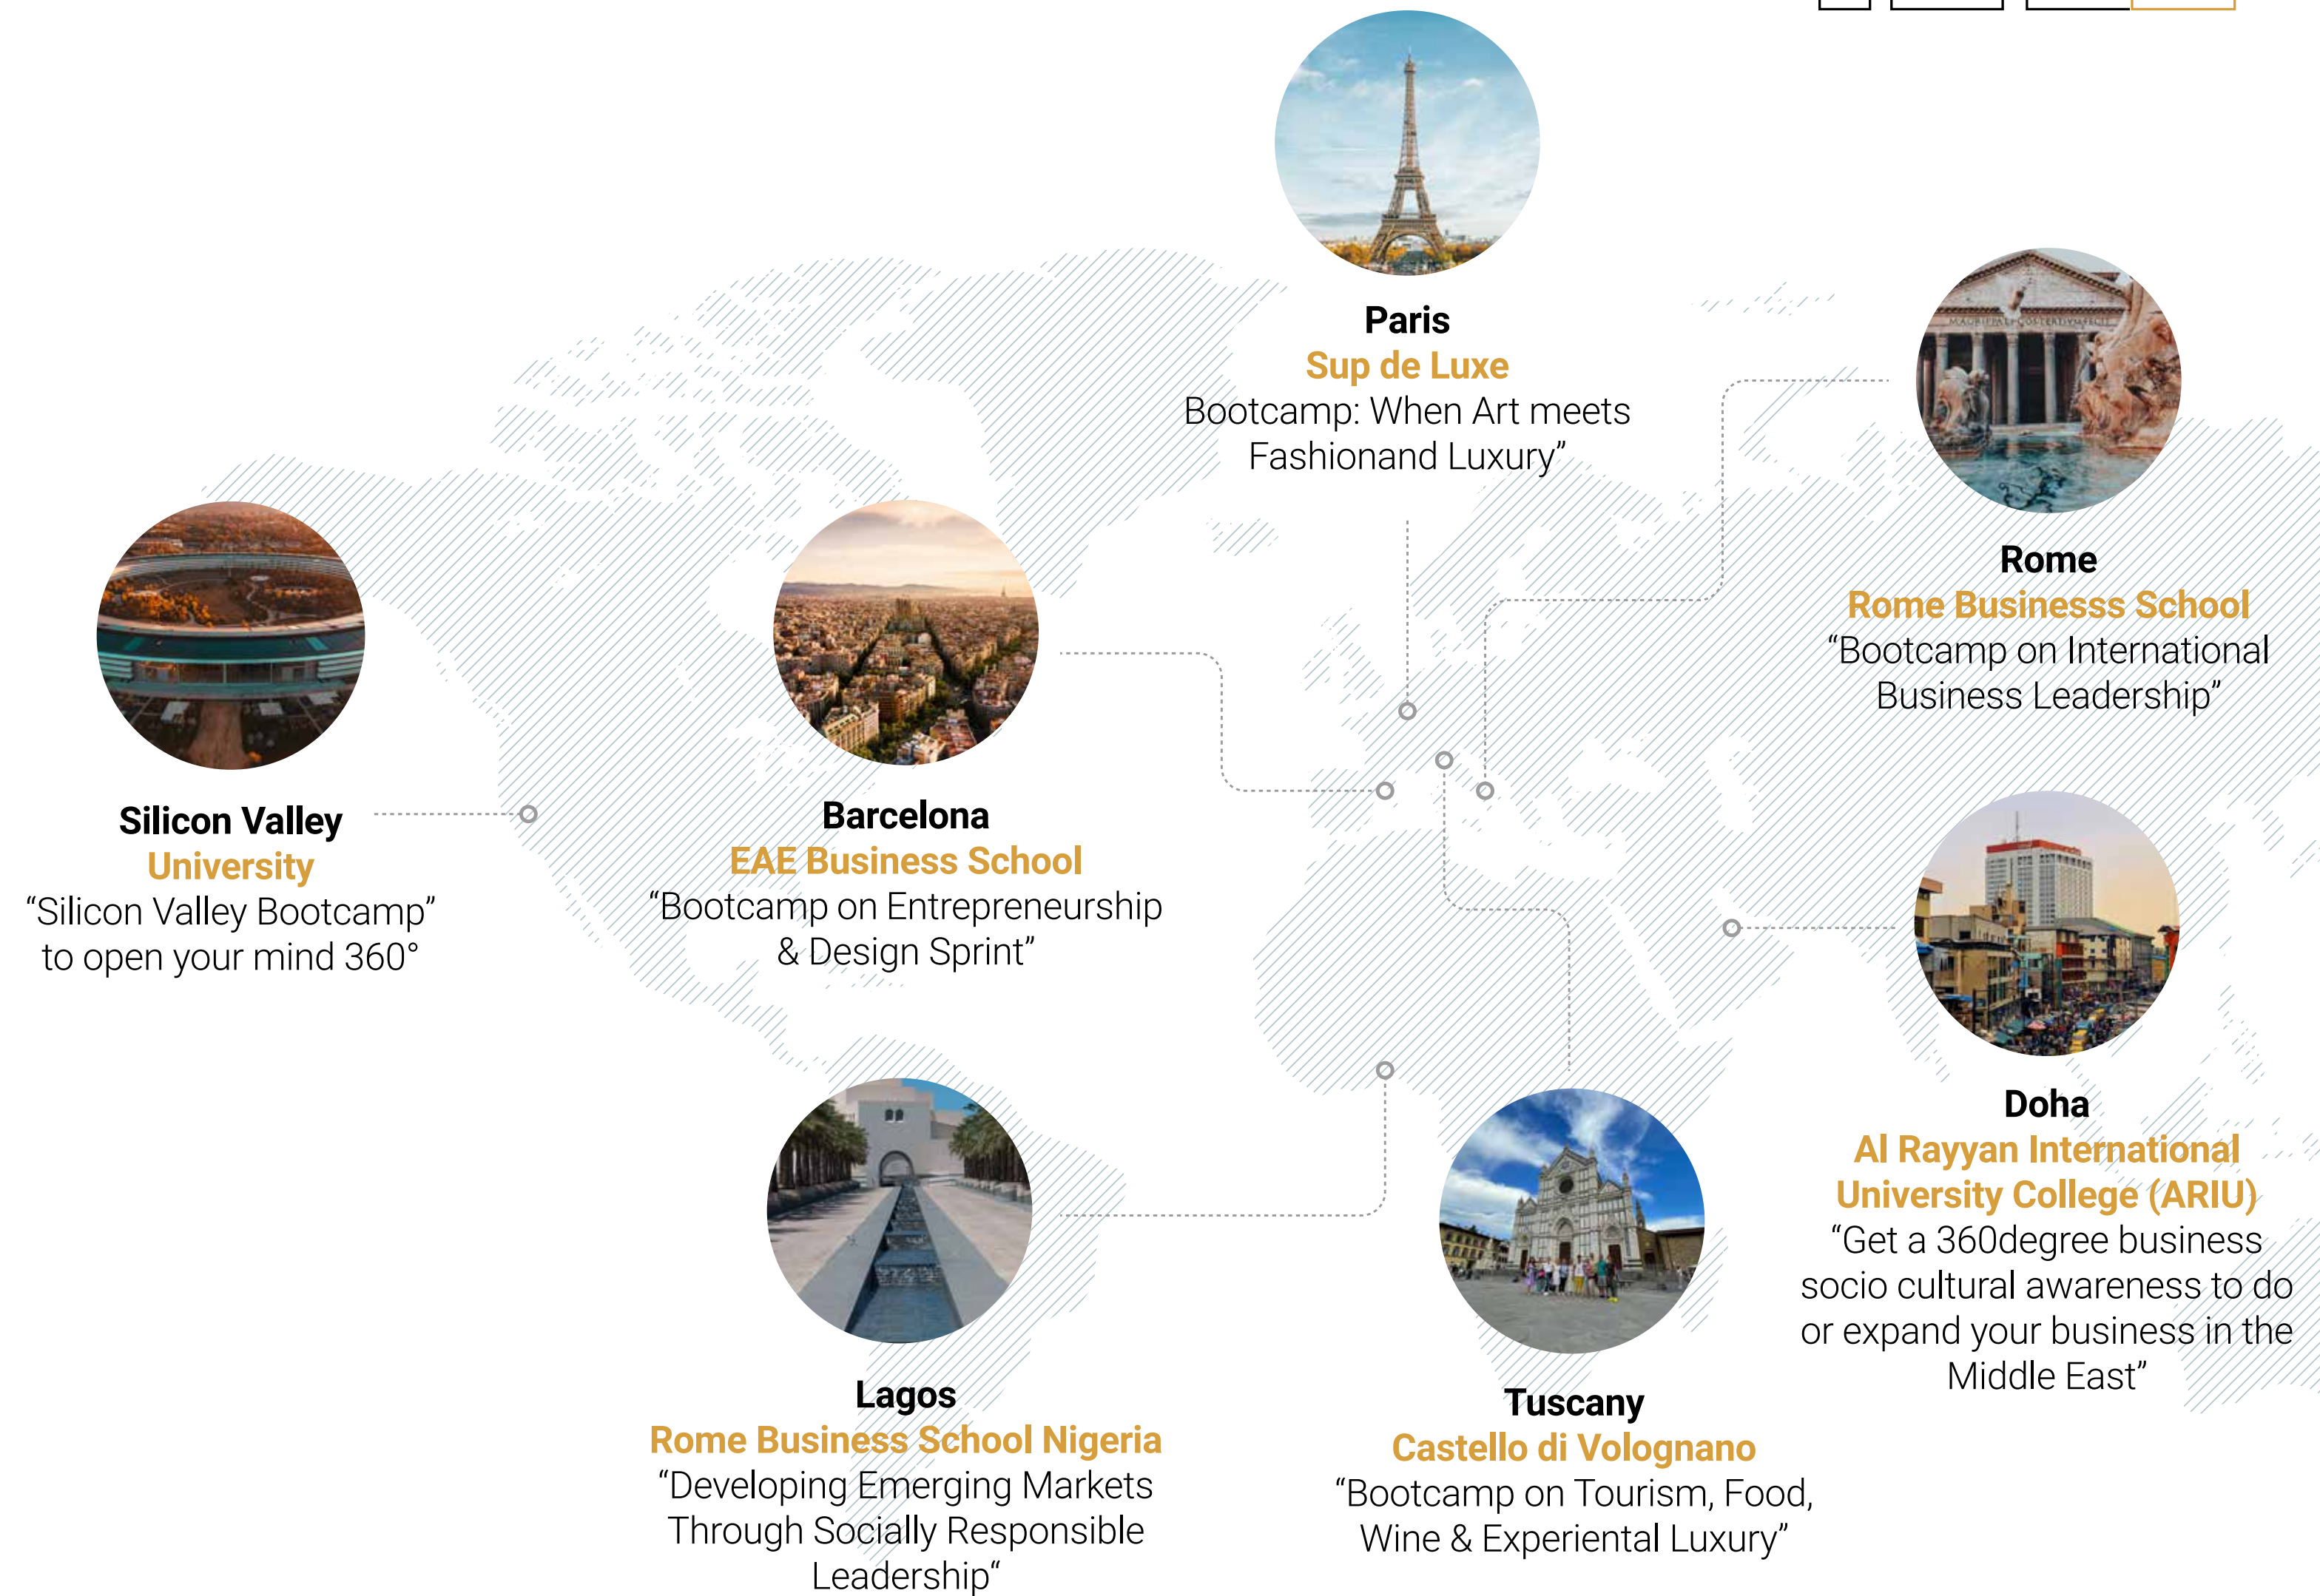 Paris
Sup de Luxe
Bootcamp: When Art meets
Fashionand Luxury”
Rome
Rome Businesss School
“Bootcamp on International
Business Leadership”
Silicon Valley
University
“Silicon Valley Bootcamp”
to open your mind 360°
Barcelona
EAE Business School
“Bootcamp on Entrepreneurship
& Design Sprint”
Doha
Al Rayyan International
University College (ARIU)
“Get a 360degree business
socio cultural awareness to do
or expand your business in the
Middle East”
Lagos
Rome Business School Nigeria
“Developing Emerging Markets
Through Socially Responsible
Leadership“
Tuscany
Castello di Volognano
“Bootcamp on Tourism, Food,
Wine & Experiental Luxury”